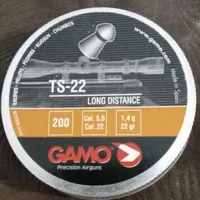 www.gamo.com
Made in Spain
TS-22
LONG DISTANCE
200
Cal. 5,5
Cal .22
1,4 g
22 gr
GAMO
Precision Airguns